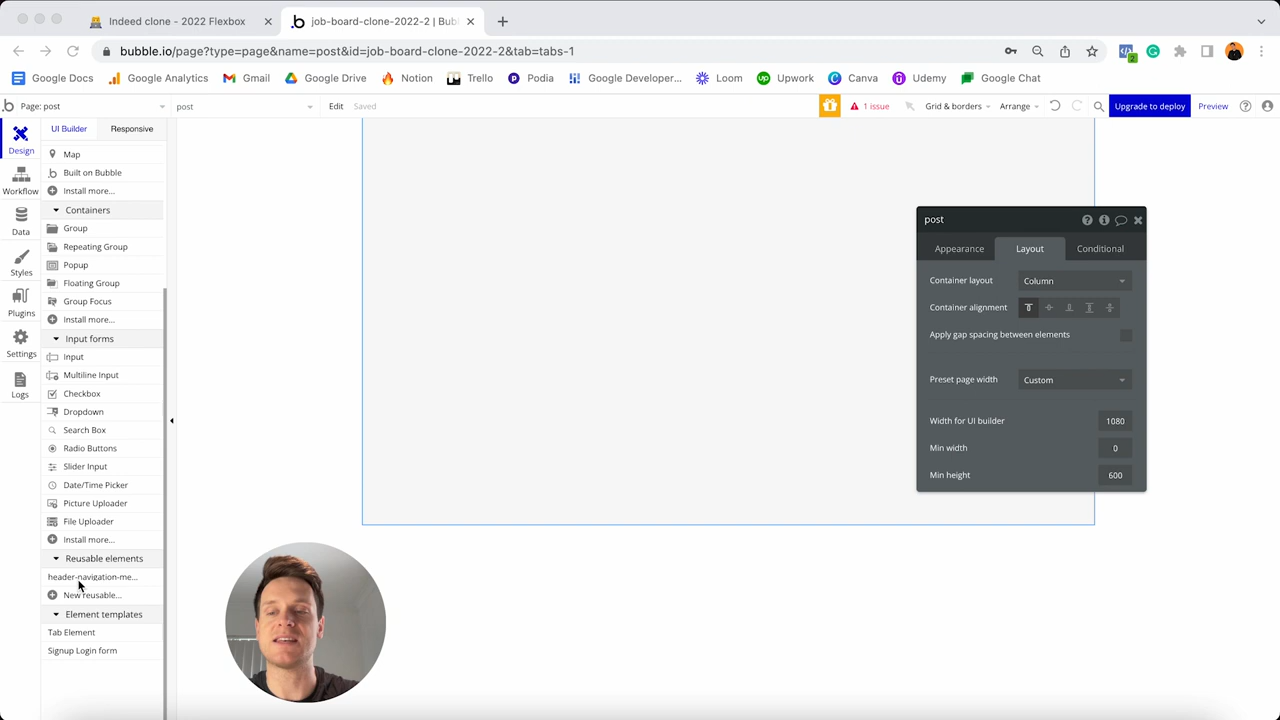 Indeed clone - 2022 Flexbox
job-board-clone-2022-2 | Bub
bubble.io/page?type=page&name=post&id=job-board-clone-2022-2&tab=tabs-1
2
Google Docs
Google Analytics
Gmail
Google Drive
Notion
Trello
Podia
Google Developer...
Loom
Upwork
Canva
Udemy
Google Chat
Page: post
post
Edit
Saved
1 issue
Grid & borders
Arrange
Upgrade to deploy
Preview
Design
Workflow
Data
Styles
Plugins
Settings
Logs
UI Builder
Responsive
Map
Built on Bubble
Install more...
Containers
Group
Repeating Group
Popup
Floating Group
Group Focus
Install more...
Input forms
Input
Multiline Input
Checkbox
Dropdown
Search Box
Radio Buttons
Slider Input
Date/Time Picker
Picture Uploader
File Uploader
Install more...
Reusable elements
header-navigation-me...
New reusable...
Element templates
Tab Element
Signup Login form
post
Appearance
Layout
Conditional
Container layout
Column
Container alignment
Apply gap spacing between elements
Preset page width
Custom
Width for UI builder
1080
Min width
0
Min height
600